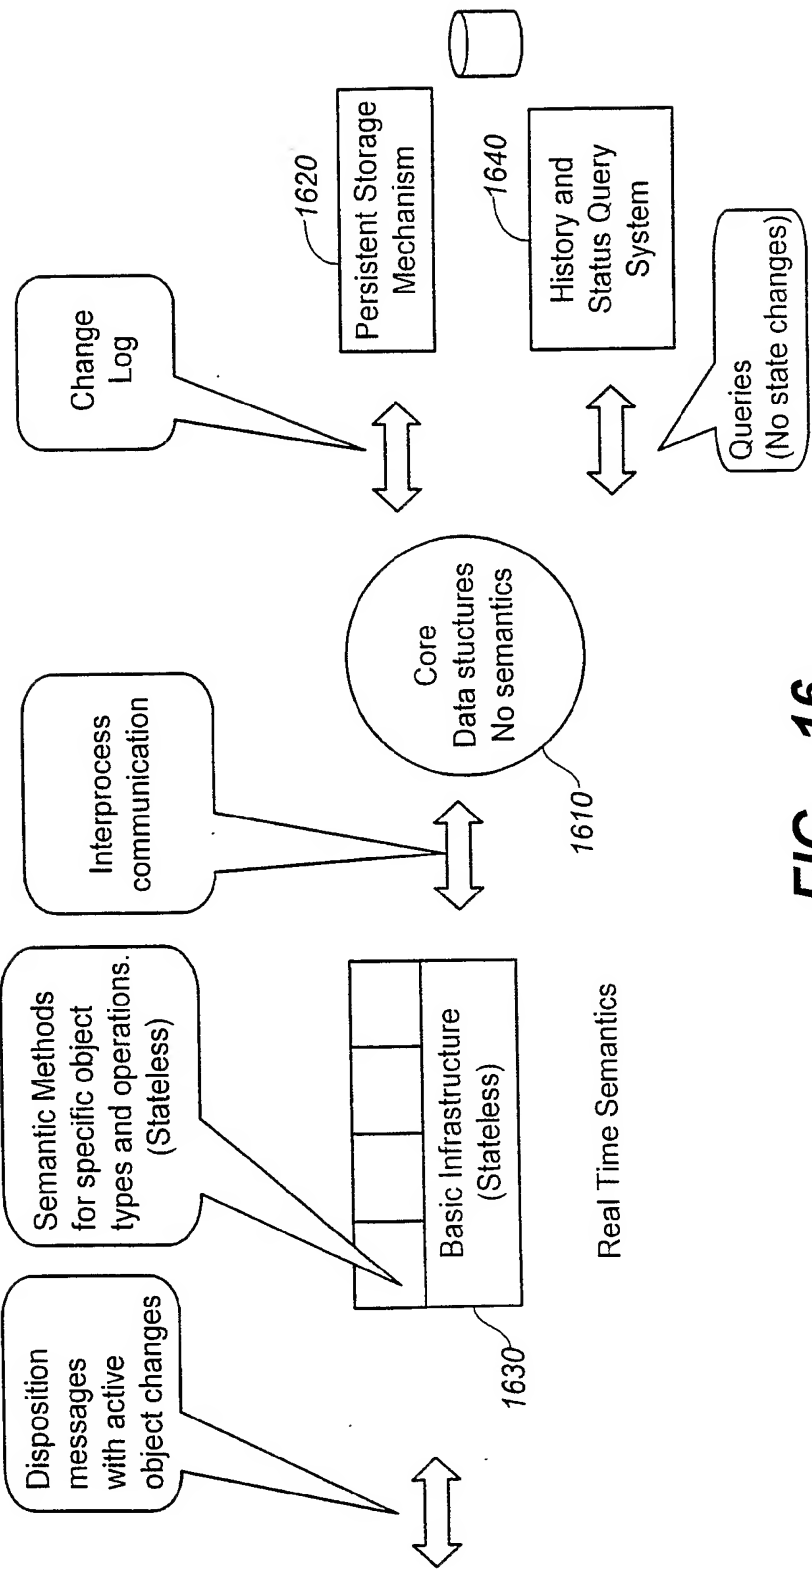 Disposition
messages
with active
object changes
Semantic Methods
for specific object
types and operations.
(Stateless)
Interprocess
communication
Change
Log
1630
Basic Infrastructure
(Stateless)
Real Time Semantics
Core
Data stuctures
No semantics
1610
1620
Persistent Storage
Mechanism
1640
History and
Status Query
System
Queries
(No state changes)
FIG._16